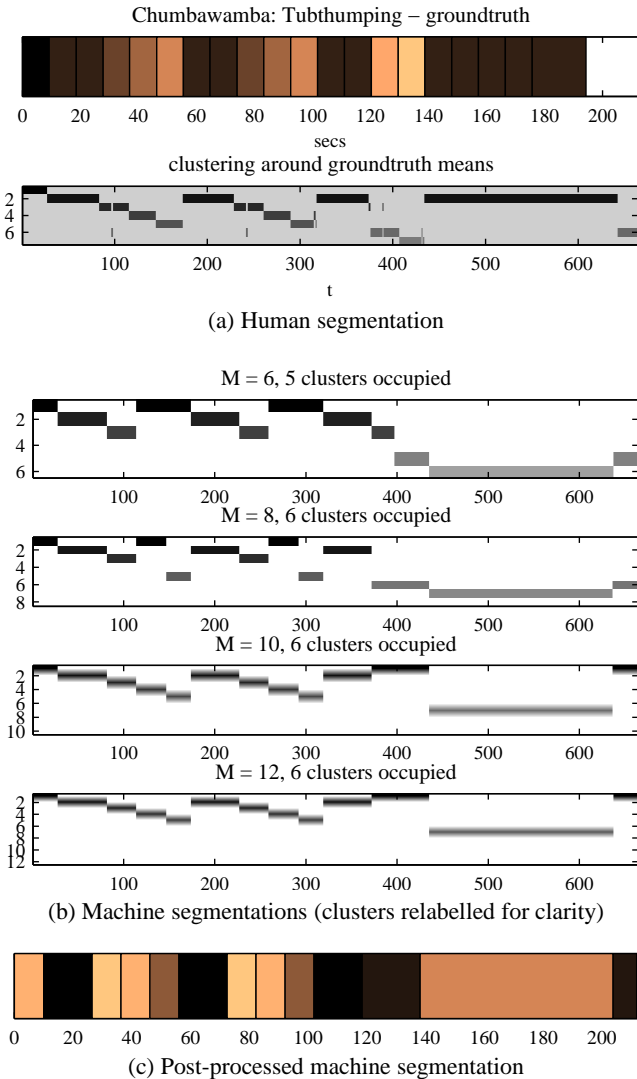 Chumbawamba: Tubthumping – groundtruth
0 20 40 60 80 100 120 140 160 180 200
secs
clustering around groundtruth means
2
4
6
100 200 300 400 500 600
t
(a) Human segmentation
M = 6, 5 clusters occupied
2
4
6
100 200 300 400 500 600
M = 8, 6 clusters occupied
2
4
6
8
100 200 300 400 500 600
M = 10, 6 clusters occupied
2
4
6
8
10
100 200 300 400 500 600
M = 12, 6 clusters occupied
2
4
6
8
10
12
100 200 300 400 500 600
(b) Machine segmentations (clusters relabelled for clarity)
0 20 40 60 80 100 120 140 160 180 200
(c) Post-processed machine segmentation